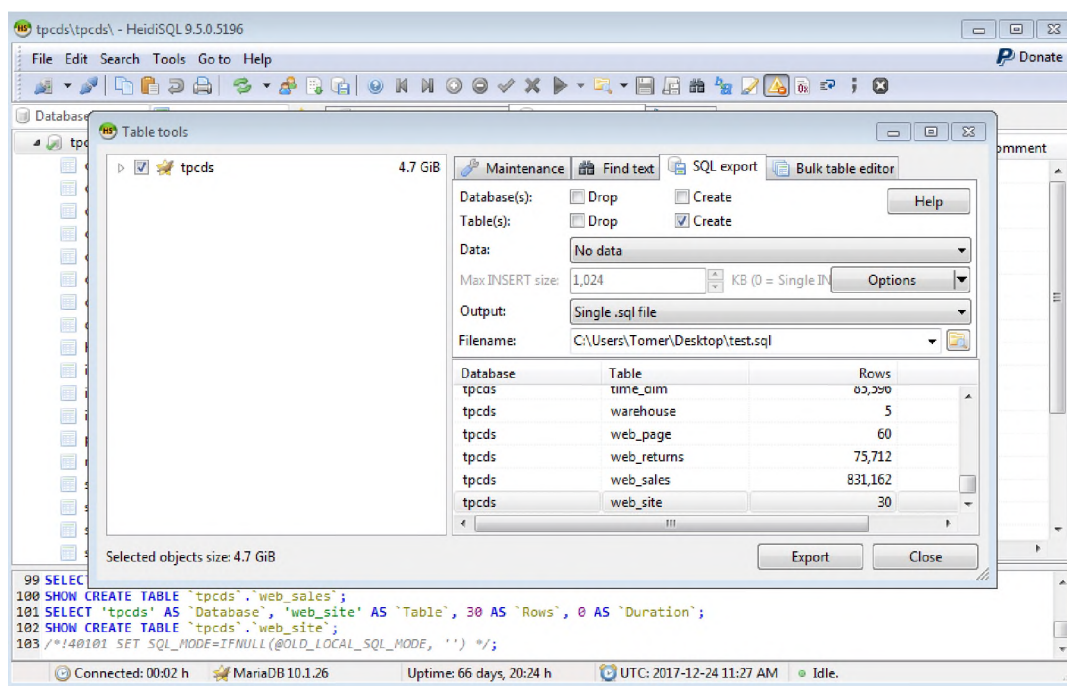 tpcds\tpcds\ - HeidiSQL 9.5.0.5196
File Edit Search Tools Go to Help
Donate
Database
Table tools
tpc
omment
tpcds 4.7 GiB
Maintenance Find text SQL export Bulk table editor
Database(s): Drop Create Help
Table(s): Drop Create
Data: No data
Max INSERT size: 1,024 KB (0 = Single IN Options
Output: Single .sql file
Filename: C:\Users\Tomer\Desktop\test.sql
Database Table Rows
tpcds time_dim
tpcds warehouse 5
tpcds web_page 60
tpcds web_returns 75,712
tpcds web_sales 831,162
tpcds web_site 30
Selected objects size: 4.7 GiB
Export Close
99 SELECT
100 SHOW CREATE TABLE `tpcds`.`web_sales`;
101 SELECT 'tpcds' AS `Database`, 'web_site' AS `Table`, 30 AS `Rows`, 0 AS `Duration`;
102 SHOW CREATE TABLE `tpcds`.`web_site`;
103 /*!40101 SET SQL_MODE=IFNULL(@OLD_LOCAL_SQL_MODE, '') */;
Connected: 00:02 h MariaDB 10.1.26 Uptime: 66 days, 20:24 h UTC: 2017-12-24 11:27 AM Idle.